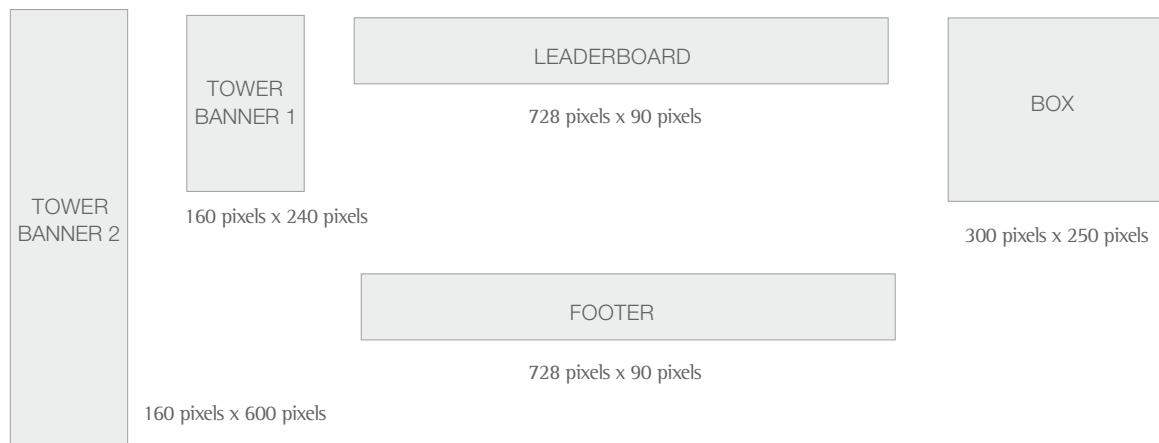 TOWER
BANNER 2
160 pixels x 600 pixels
TOWER
BANNER 1
160 pixels x 240 pixels
LEADERBOARD
728 pixels x 90 pixels
FOOTER
728 pixels x 90 pixels
BOX
300 pixels x 250 pixels